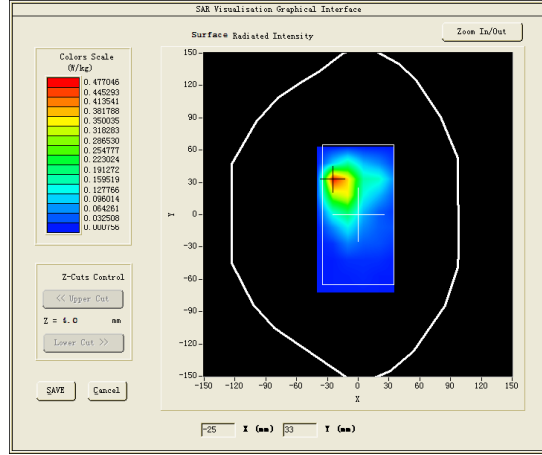 SAR Visualisation Graphical Interface
Surface Radiated Intensity
Zoom In/Out
Colors Scale
(W/kg)
0.477046
0.445293
0.413541
0.381788
0.350035
0.318283
0.286530
0.254777
0.223024
0.191272
0.159519
0.127766
0.096014
0.064261
0.032508
0.000756
Z-Cuts Control
<< Upper Cut
Z = 4.0 mm
Lower Cut >>
SAVE Cancel
150
120
90
60
30
0
-30
-60
-90
-120
-150
Y
-150 -120 -90 -60 -30 0 30 60 90 120 150
X
-25 X (mm) 33 Y (mm)